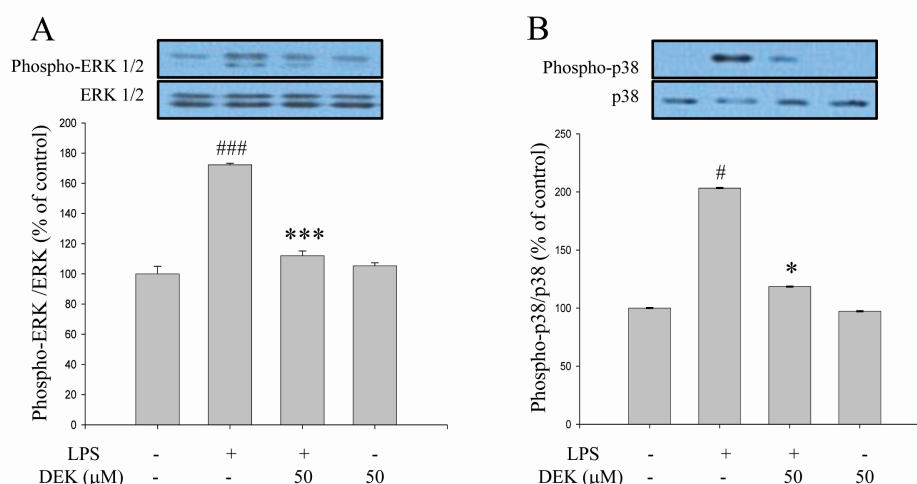 A
Phospho-ERK 1/2
ERK 1/2
Phospho-ERK /ERK (% of control)
200
180
160
140
120
100
80
60
40
20
0
###
***
LPS - + + -
DEK (µM) - - 50 50
B
Phospho-p38
p38
Phospho-p38/p38 (% of control)
250
200
150
100
50
0
#
*
LPS - + + -
DEK (µM) - - 50 50